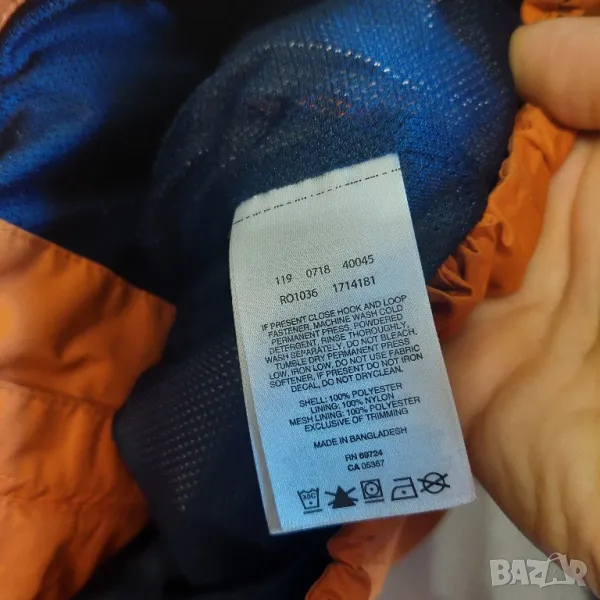 119 0718 40045
RO1036 1714181
IF PRESENT CLOSE HOOK AND LOOP
FASTENER, MACHINE WASH COLD
PERMANENT PRESS, POWDERED
DETERGENT, RINSE THOROUGHLY,
WASH SEPARATELY, DO NOT BLEACH,
TUMBLE DRY PERMANENT PRESS
LOW, IRON LOW, DO NOT USE FABRIC
SOFTENER, IF PRESENT DO NOT IRON
DECAL, DO NOT DRYCLEAN.
SHELL: 100% POLYESTER
LINING: 100% NYLON
MESH LINING: 100% POLYESTER
EXCLUSIVE OF TRIMMING
MADE IN BANGLADESH
RN 69724
CA 05367
30C
BAZAR